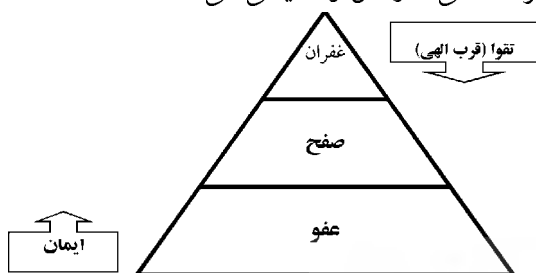 غفران
تقوا (قرب الهی)
صفح
عفو
ایمان